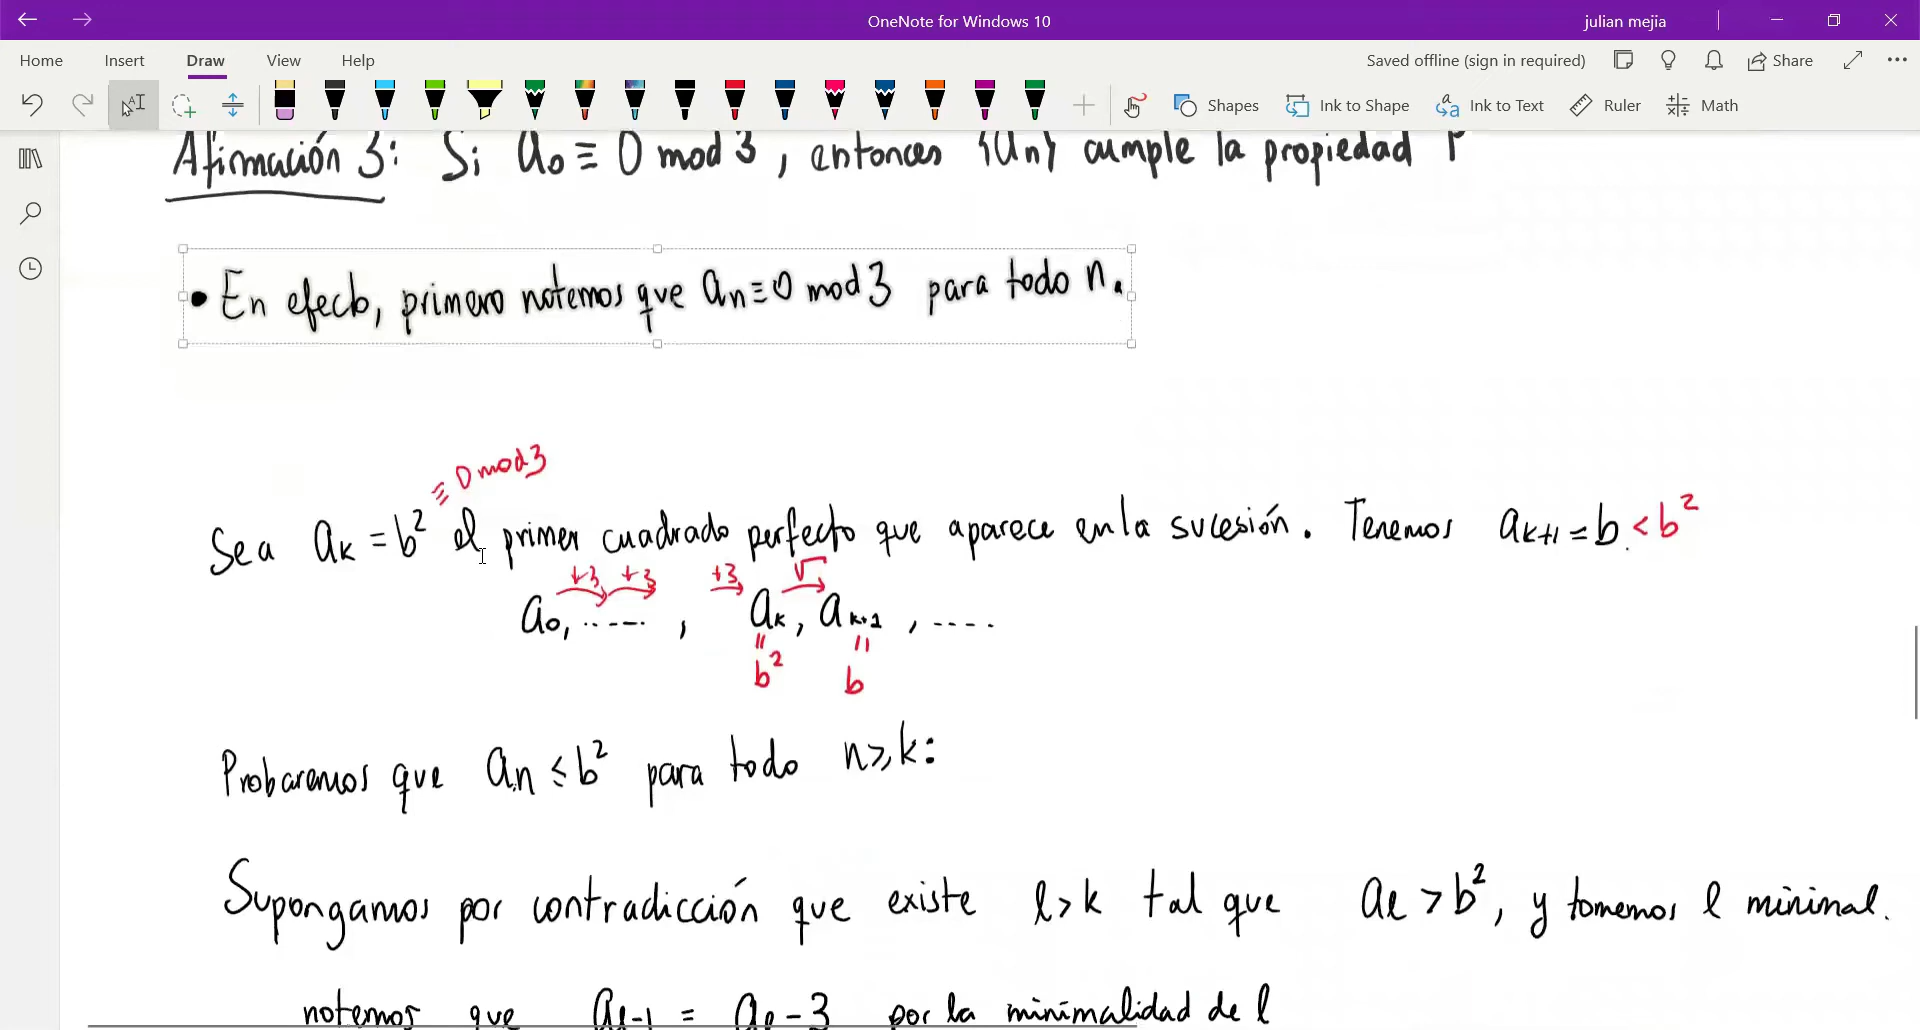 OneNote for Windows 10
julian mejia
Home Insert Draw View Help
Saved offline (sign in required) Share
Shapes Ink to Shape Ink to Text Ruler Math
Afirmación 3: Si a₀ ≡ 0 mod 3, entonces {aₙ} cumple la propiedad P
• En efecto, primero notemos que aₙ ≡ 0 mod 3 para todo n.
≡ 0 mod 3
Sea aₖ = b² el primer cuadrado perfecto que aparece en la sucesión. Tenemos aₖ₊₁ = b < b²
+3 +3 +3 √
a₀, ......, aₖ, aₖ₊₁, ....
= =
b² b
Probaremos que aₙ ≤ b² para todo n ≥ k:
Supongamos por contradicción que existe l > k tal que aₗ > b², y tomemos l minimal.
notemos que aₗ₋₁ = aₗ - 3 por la minimalidad de l